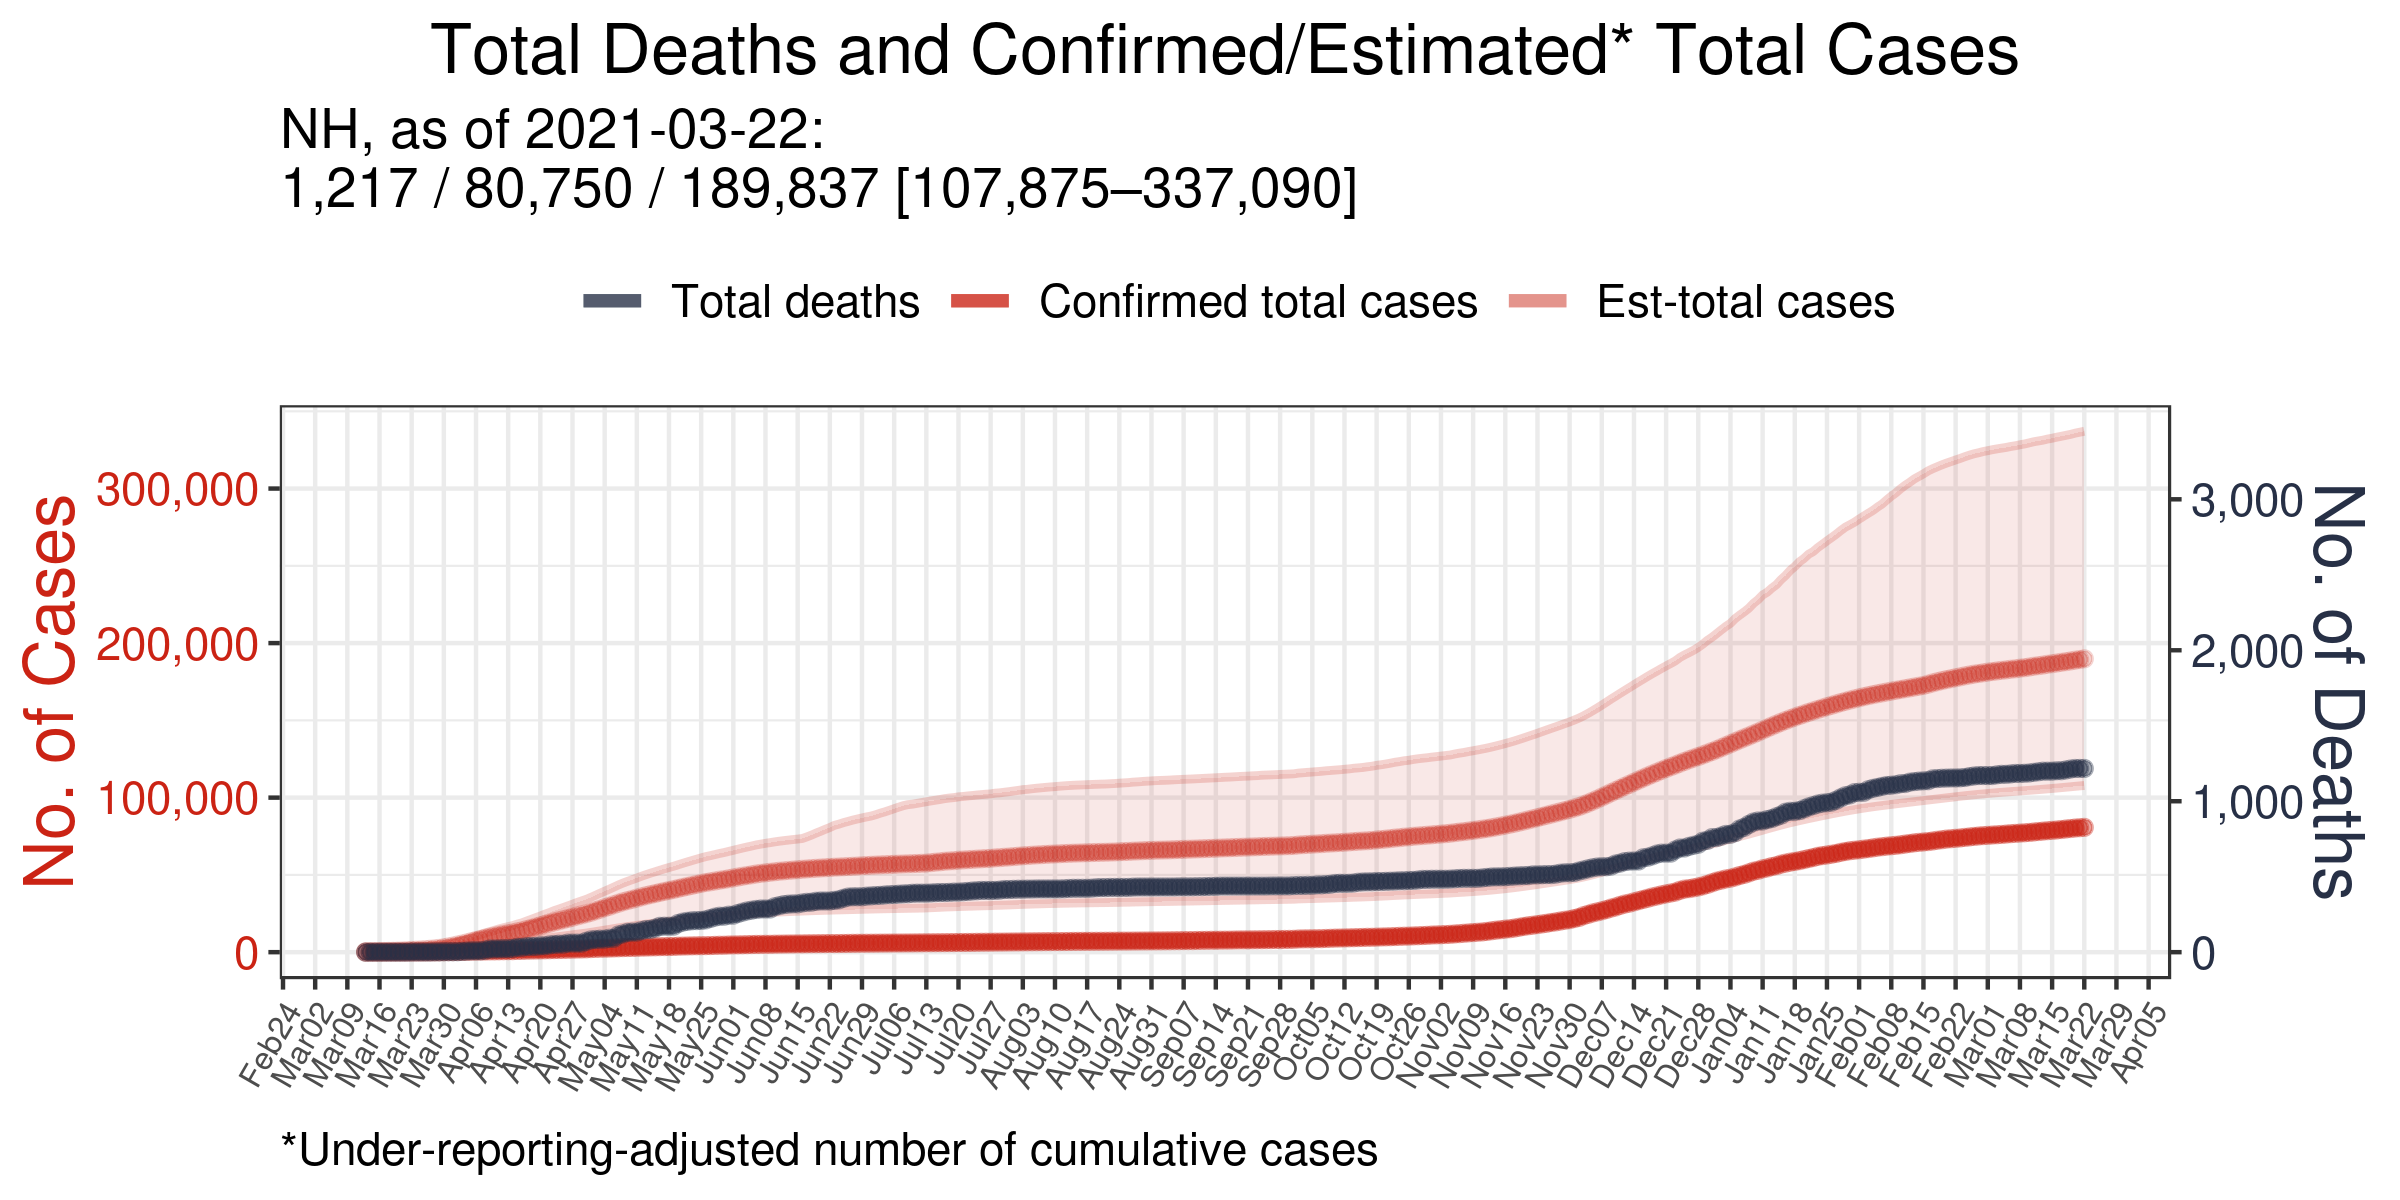 Total Deaths and Confirmed/Estimated* Total Cases
NH, as of 2021-03-22:
1,217 / 80,750 / 189,837 [107,875–337,090]
Total deaths
Confirmed total cases
Est-total cases
No. of Cases
300,000
200,000
100,000
0
3,000
2,000
1,000
0
No. of Deaths
Feb24
Mar02
Mar09
Mar16
Mar23
Mar30
Apr06
Apr13
Apr20
Apr27
May04
May11
May18
May25
Jun01
Jun08
Jun15
Jun22
Jun29
Jul06
Jul13
Jul20
Jul27
Aug03
Aug10
Aug17
Aug24
Aug31
Sep07
Sep14
Sep21
Sep28
Oct05
Oct12
Oct19
Oct26
Nov02
Nov09
Nov16
Nov23
Nov30
Dec07
Dec14
Dec21
Dec28
Jan04
Jan11
Jan18
Jan25
Feb01
Feb08
Feb15
Feb22
Mar01
Mar08
Mar15
Mar22
Mar29
Apr05
*Under-reporting-adjusted number of cumulative cases